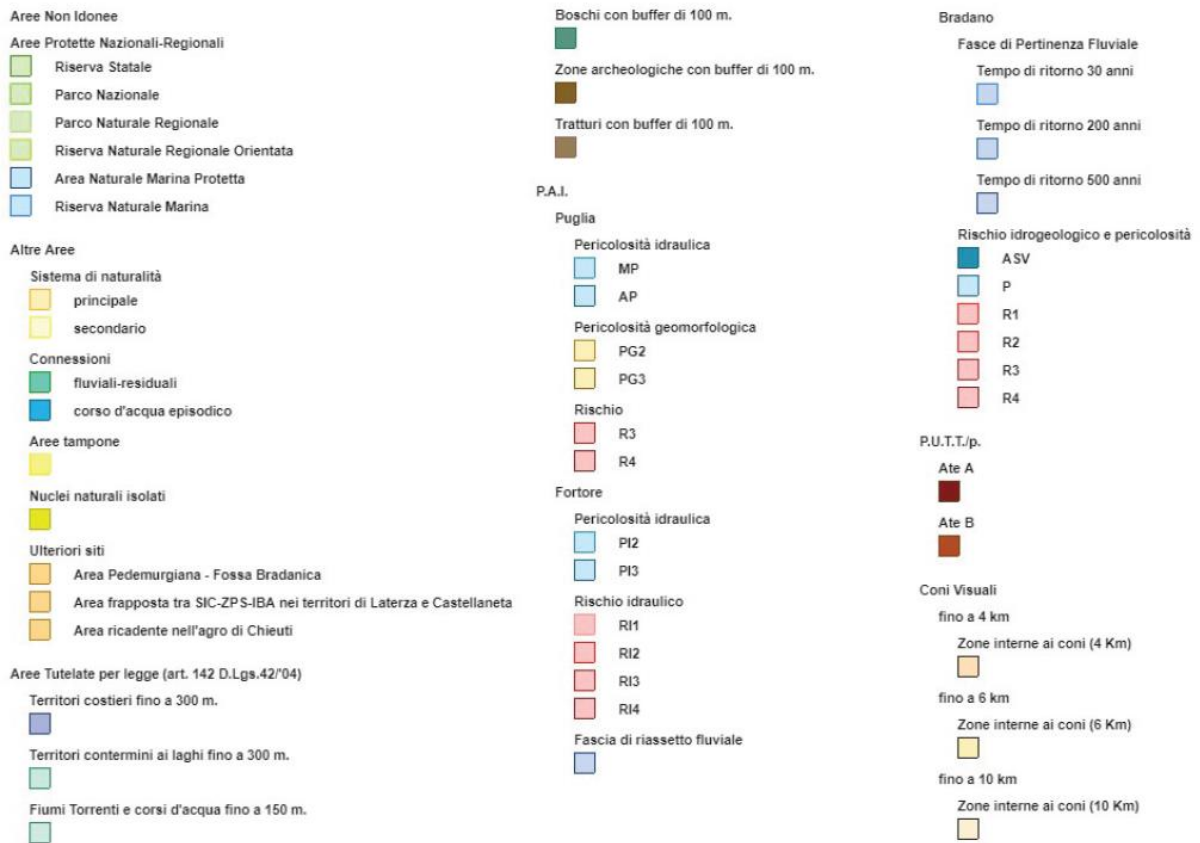 Aree Non Idonee
Aree Protette Nazionali-Regionali
Riserva Statale
Parco Nazionale
Parco Naturale Regionale
Riserva Naturale Regionale Orientata
Area Naturale Marina Protetta
Riserva Naturale Marina
Altre Aree
Sistema di naturalità
principale
secondario
Connessioni
fluviali-residuali
corso d'acqua episodico
Aree tampone
Nuclei naturali isolati
Ulteriori siti
Area Pedemurgiana - Fossa Bradanica
Area frapposta tra SIC-ZPS-IBA nei territori di Laterza e Castellaneta
Area ricadente nell'agro di Chieuti
Aree Tutelate per legge (art. 142 D.Lgs.42/'04)
Territori costieri fino a 300 m.
Territori contermini ai laghi fino a 300 m.
Fiumi Torrenti e corsi d'acqua fino a 150 m.
Boschi con buffer di 100 m.
Zone archeologiche con buffer di 100 m.
Tratturi con buffer di 100 m.
P.A.I.
Puglia
Pericolosità idraulica
MP
AP
Pericolosità geomorfologica
PG2
PG3
Rischio
R3
R4
Fortore
Pericolosità idraulica
PI2
PI3
Rischio idraulico
RI1
RI2
RI3
RI4
Fascia di riassetto fluviale
Bradano
Fasce di Pertinenza Fluviale
Tempo di ritorno 30 anni
Tempo di ritorno 200 anni
Tempo di ritorno 500 anni
Rischio idrogeologico e pericolosità
ASV
P
R1
R2
R3
R4
P.U.T.T./p.
Ate A
Ate B
Coni Visuali
fino a 4 km
Zone interne ai coni (4 Km)
fino a 6 km
Zone interne ai coni (6 Km)
fino a 10 km
Zone interne ai coni (10 Km)